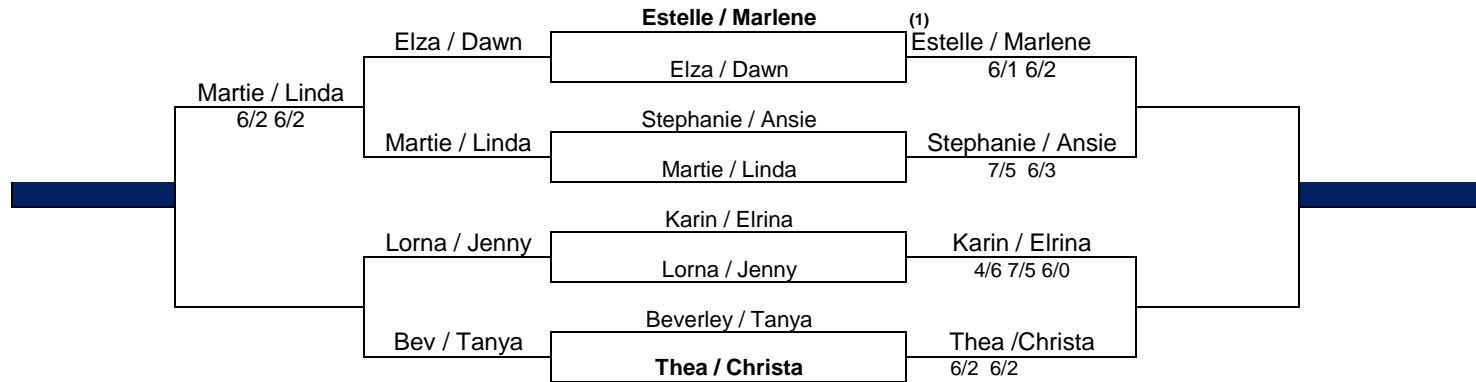 Estelle / Marlene (1)
Elza / Dawn Estelle / Marlene
Elza / Dawn 6/1 6/2
Martie / Linda
6/2 6/2 Stephanie / Ansie
Martie / Linda Stephanie / Ansie
Martie / Linda 7/5 6/3
Karin / Elrina
Lorna / Jenny Karin / Elrina
Lorna / Jenny 4/6 7/5 6/0
Beverley / Tanya
Bev / Tanya Thea /Christa
Thea / Christa 6/2 6/2